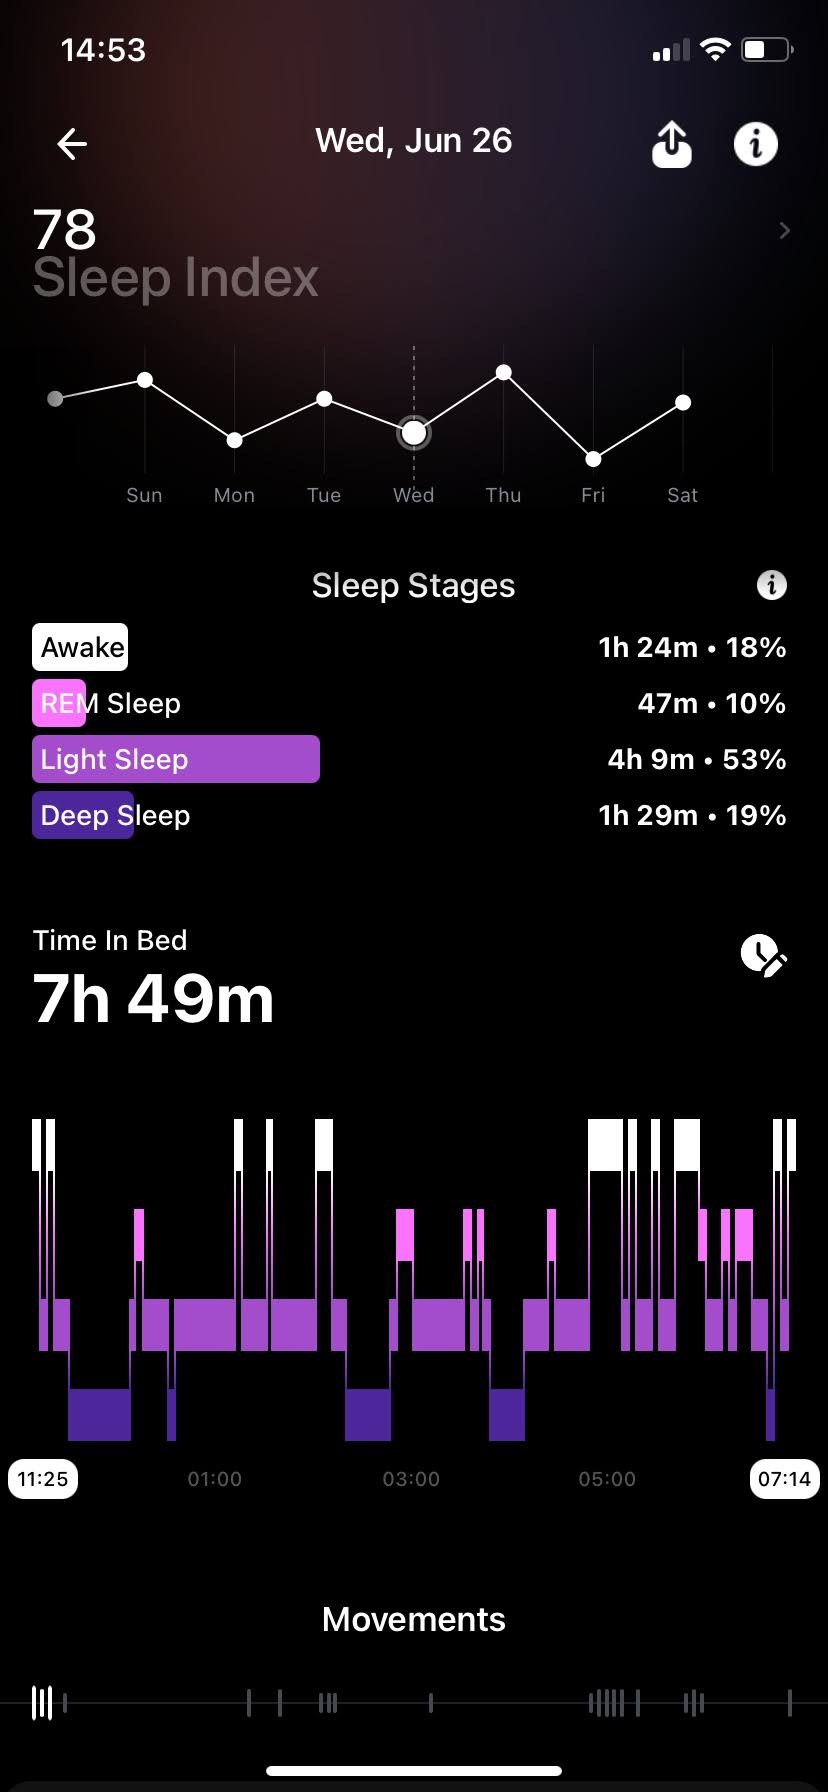 14:53
Wed, Jun 26
78
Sleep Index
Sun Mon Tue Wed Thu Fri Sat
Sleep Stages
Awake 1h 24m • 18%
REM Sleep 47m • 10%
Light Sleep 4h 9m • 53%
Deep Sleep 1h 29m • 19%
Time In Bed
7h 49m
11:25 01:00 03:00 05:00 07:14
Movements